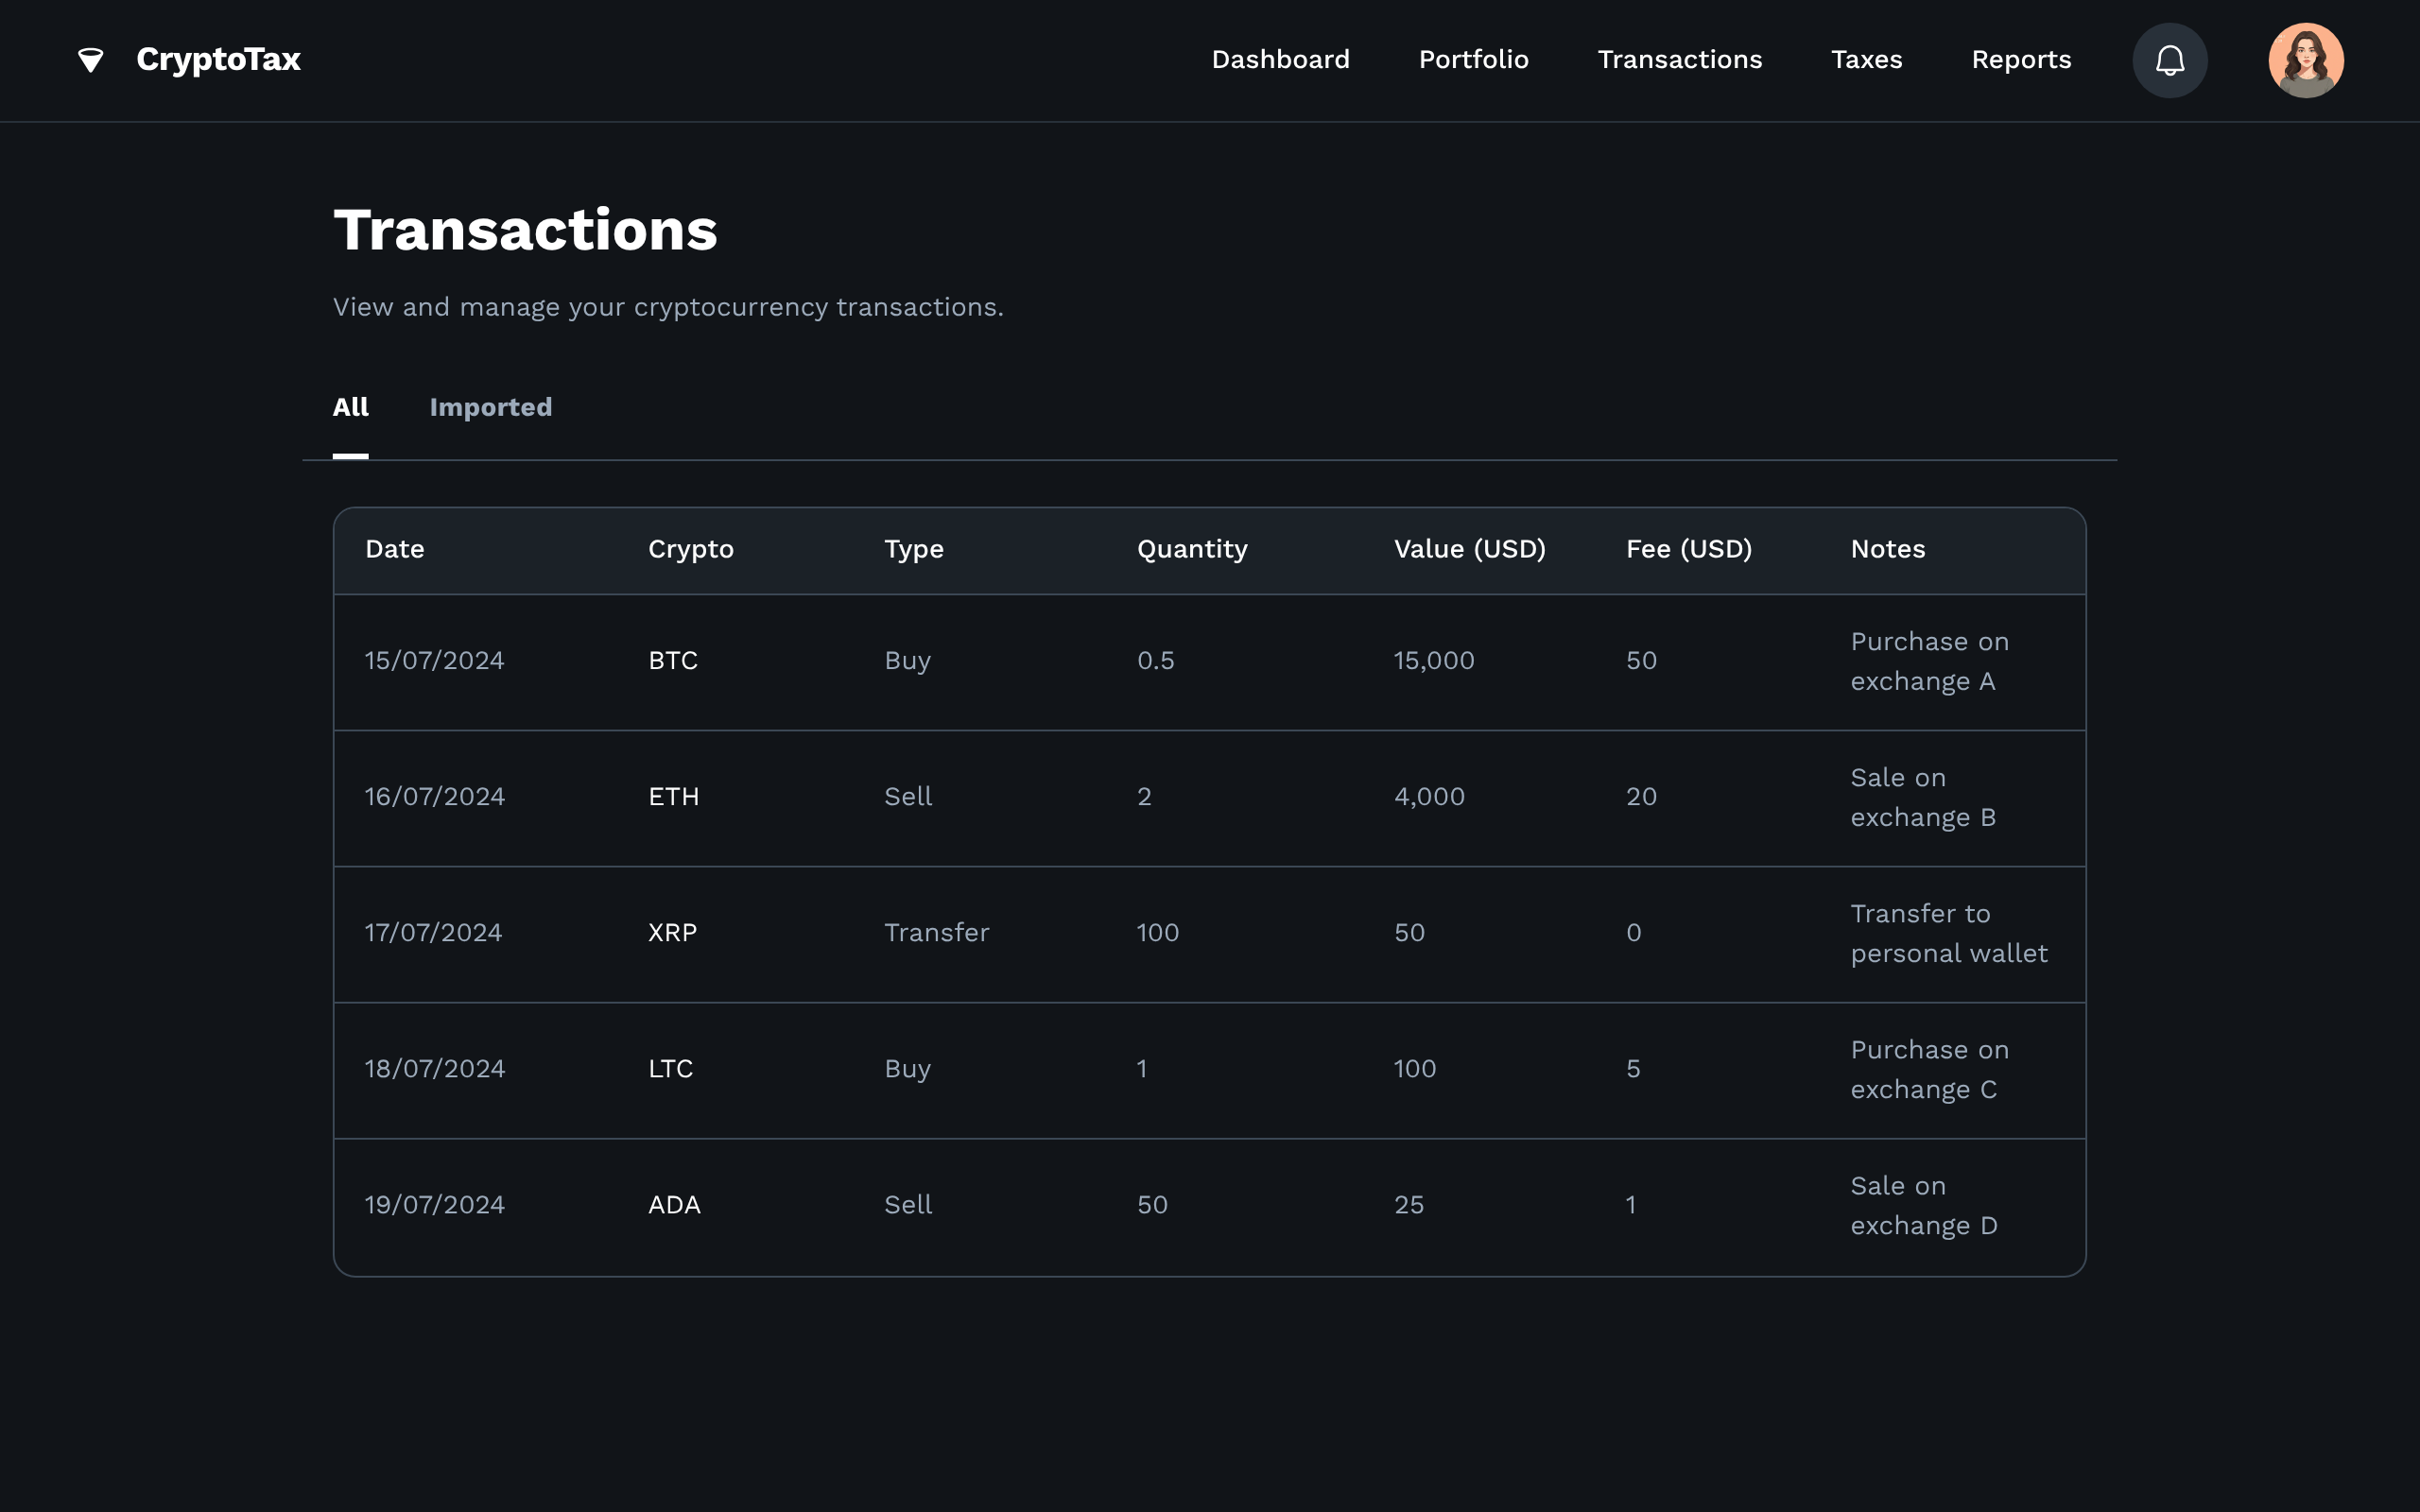 CryptoTax
Dashboard Portfolio Transactions Taxes Reports
Transactions
View and manage your cryptocurrency transactions.
All Imported
Date Crypto Type Quantity Value (USD) Fee (USD) Notes
15/07/2024 BTC Buy 0.5 15,000 50 Purchase on
exchange A
16/07/2024 ETH Sell 2 4,000 20 Sale on
exchange B
17/07/2024 XRP Transfer 100 50 0 Transfer to
personal wallet
18/07/2024 LTC Buy 1 100 5 Purchase on
exchange C
19/07/2024 ADA Sell 50 25 1 Sale on
exchange D